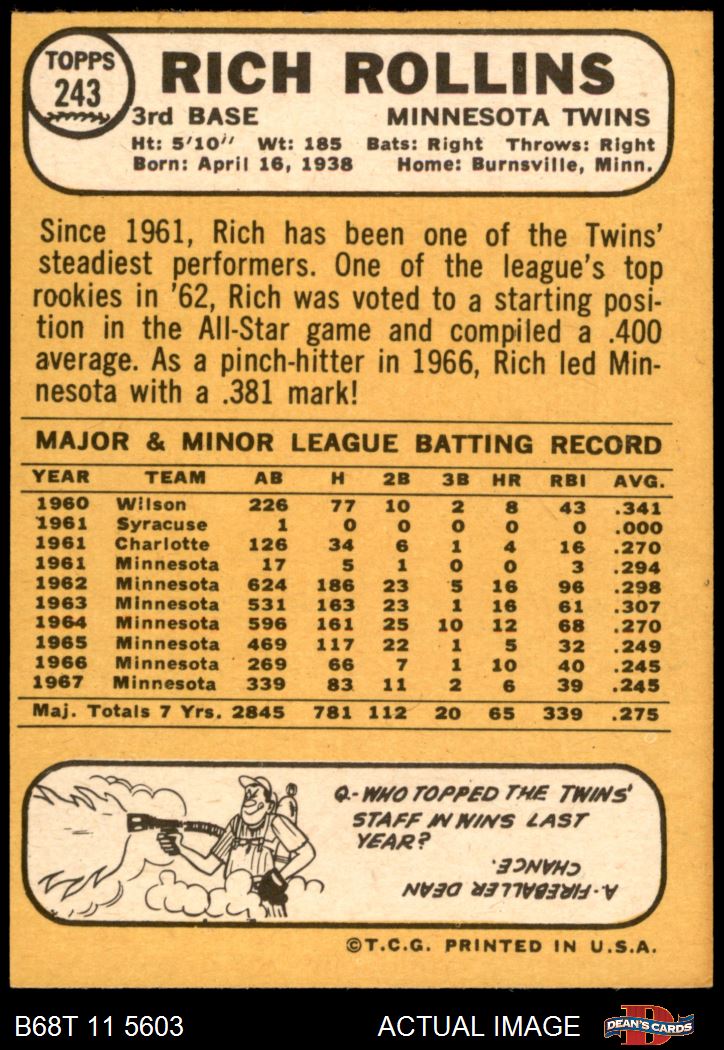 TOPPS
243
RICH ROLLINS
3rd BASE MINNESOTA TWINS
Ht: 5'10" Wt: 185 Bats: Right Throws: Right
Born: April 16, 1938 Home: Burnsville, Minn.
Since 1961, Rich has been one of the Twins'
steadiest performers. One of the league's top
rookies in '62, Rich was voted to a starting posi-
tion in the All-Star game and compiled a .400
average. As a pinch-hitter in 1966, Rich led Min-
nesota with a .381 mark!
MAJOR & MINOR LEAGUE BATTING RECORD
YEAR TEAM AB H 2B 3B HR RBI AVG.
1960 Wilson 226 77 10 2 8 43 .341
1961 Syracuse 1 0 0 0 0 0 .000
1961 Charlotte 126 34 6 1 4 16 .270
1961 Minnesota 17 5 1 0 0 3 .294
1962 Minnesota 624 186 23 5 16 96 .298
1963 Minnesota 531 163 23 1 16 61 .307
1964 Minnesota 596 161 25 10 12 68 .270
1965 Minnesota 469 117 22 1 5 32 .249
1966 Minnesota 269 66 7 1 10 40 .245
1967 Minnesota 339 83 11 2 6 39 .245
Maj. Totals 7 Yrs. 2845 781 112 20 65 339 .275
Q-WHO TOPPED THE TWINS'
STAFF IN WINS LAST
YEAR?
A-FIREBALLER DEAN
CHANCE.
©T.C.G. PRINTED IN U.S.A.
B68T 11 5603 ACTUAL IMAGE D DEAN'S CARDS